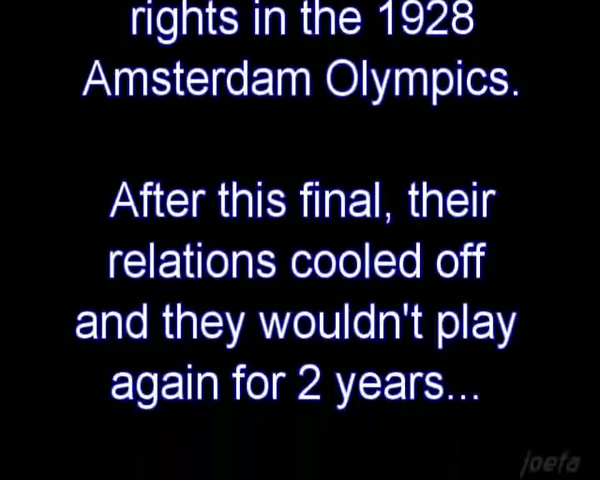 rights in the 1928
Amsterdam Olympics.
After this final, their
relations cooled off
and they wouldn't play
again for 2 years...
joefa